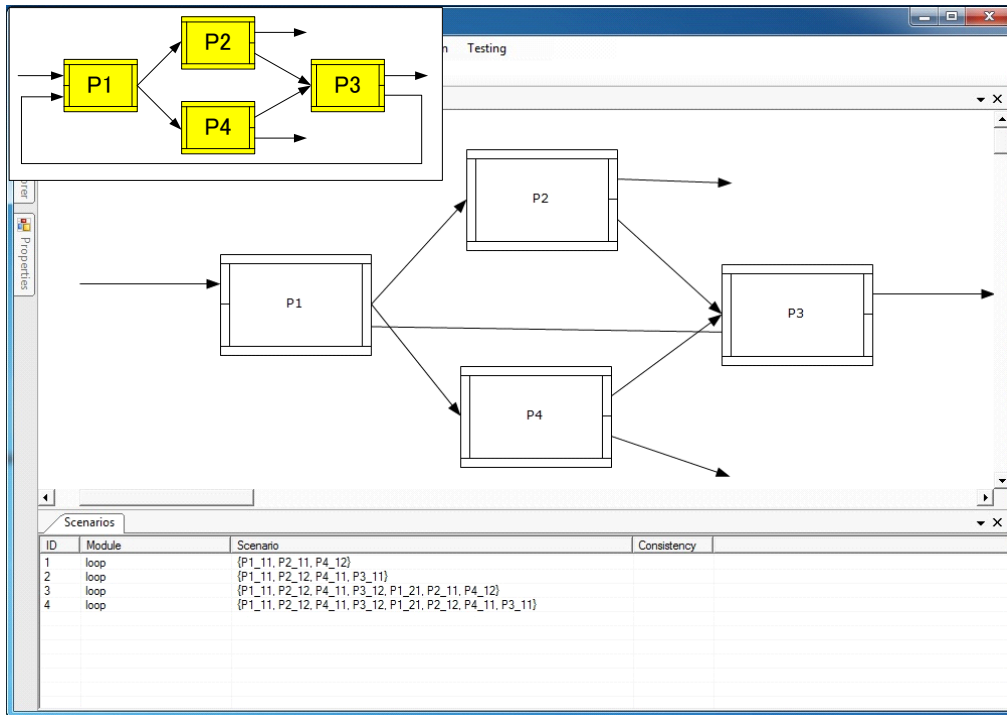 P2
P1
P3
P4
Testing
Properties
P2
P1
P3
P4
Scenarios
ID Module Scenario Consistency
1 loop {P1_11, P2_11, P4_12}
2 loop {P1_11, P2_12, P4_11, P3_11}
3 loop {P1_11, P2_12, P4_11, P3_12, P1_21, P2_11, P4_12}
4 loop {P1_11, P2_12, P4_11, P3_12, P1_21, P2_12, P4_11, P3_11}